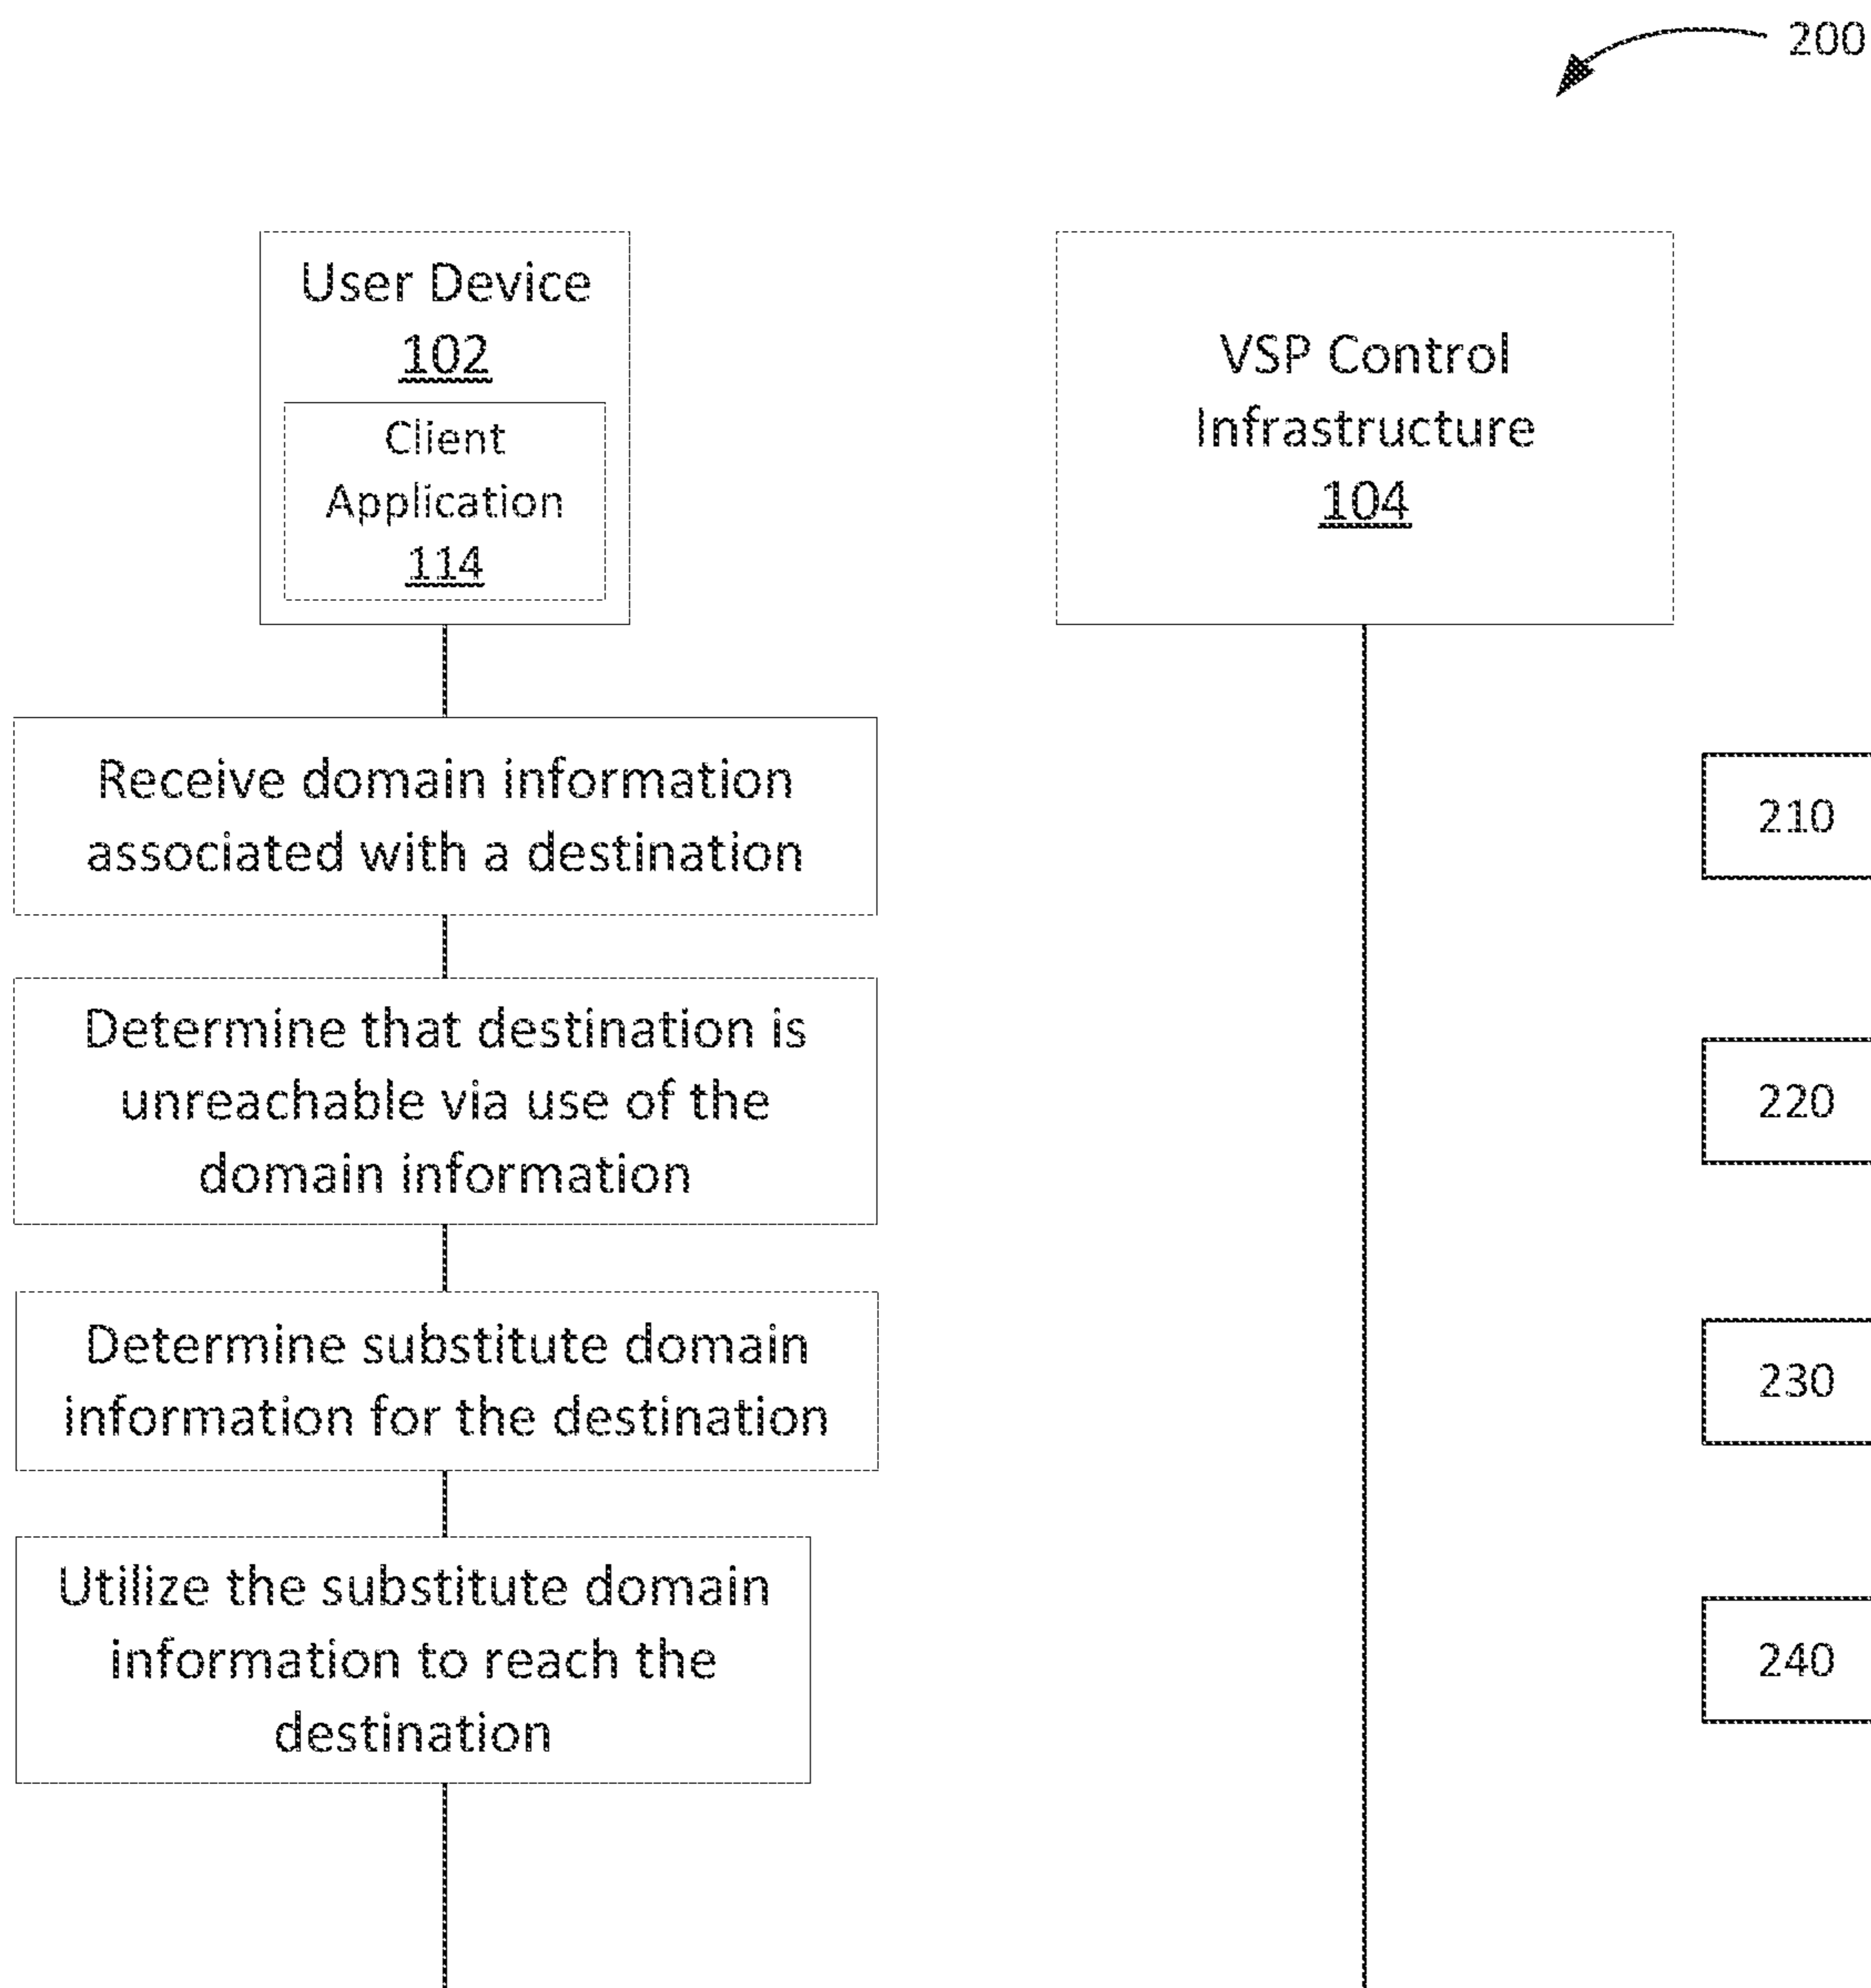 200
User Device
102
Client
Application
114
VSP Control
Infrastructure
104
Receive domain information
associated with a destination
210
Determine that destination is
unreachable via use of the
domain information
220
Determine substitute domain
information for the destination
230
Utilize the substitute domain
information to reach the
destination
240